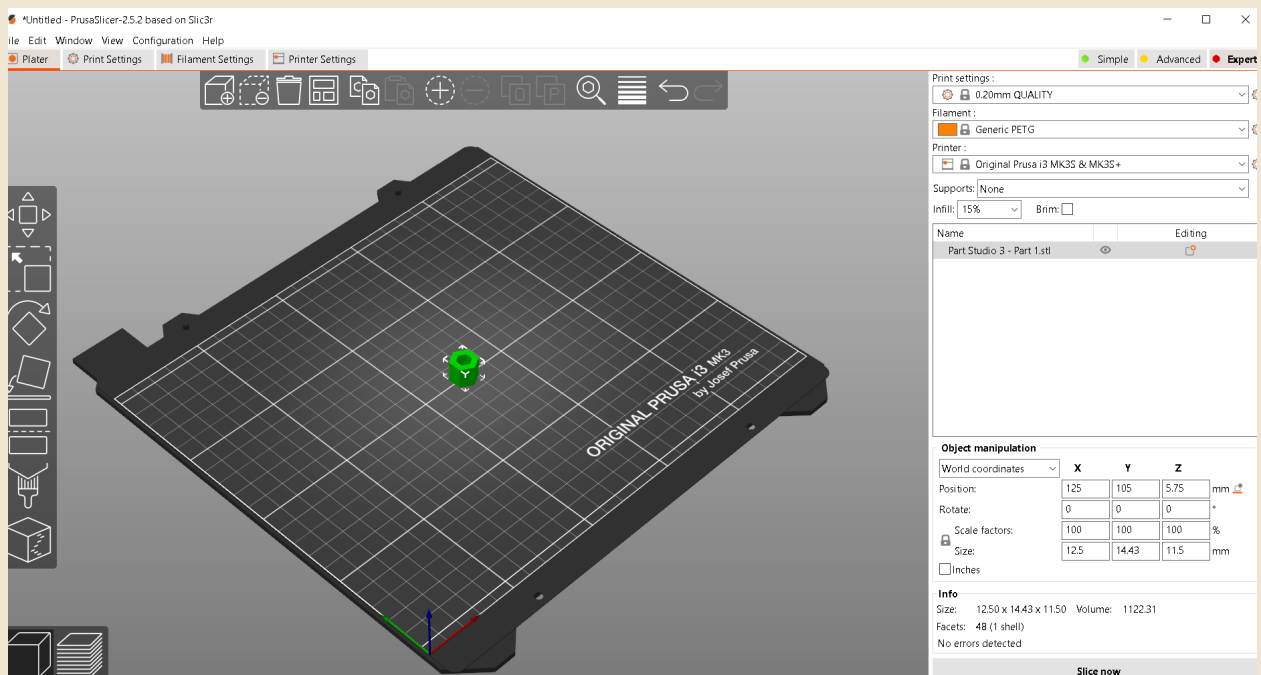 *Untitled - PrusaSlicer-2.5.2 based on Slic3r
ile Edit Window View Configuration Help
Plater Print Settings Filament Settings Printer Settings Simple Advanced Expert
Print settings :
0.20mm QUALITY
Filament :
Generic PETG
Printer :
Original Prusa i3 MK3S & MK3S+
Supports: None
Infill: 15% Brim:
Name Editing
Part Studio 3 - Part 1.stl
ORIGINAL PRUSA i3 MK3
by Josef Prusa
Object manipulation
World coordinates X Y Z
Position: 125 105 5.75 mm
Rotate: 0 0 0 °
Scale factors: 100 100 100 %
Size: 12.5 14.43 11.5 mm
Inches
Info
Size: 12.50 x 14.43 x 11.50 Volume: 1122.31
Facets: 48 (1 shell)
No errors detected
Slice now